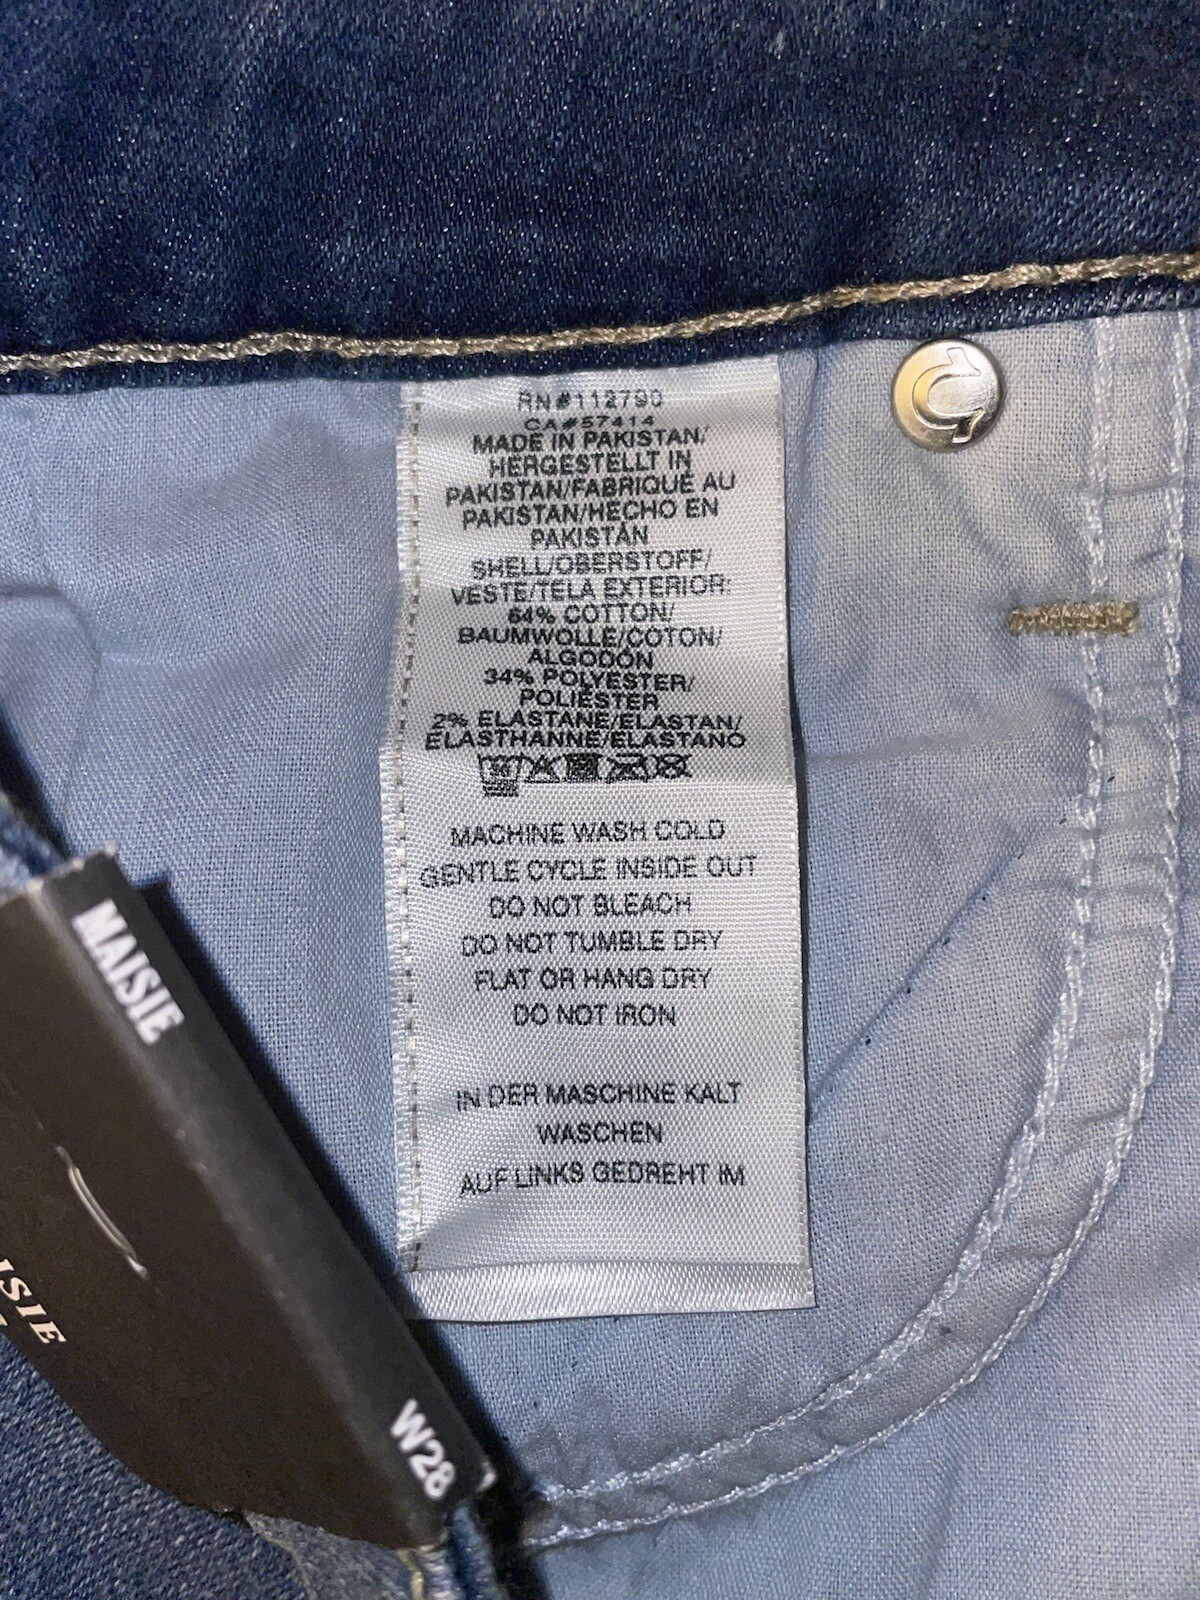 RN#112790
CA#57414
MADE IN PAKISTAN/
HERGESTELLT IN
PAKISTAN/FABRIQUÉ AU
PAKISTAN/HECHO EN
PAKISTÁN
SHELL/OBERSTOFF/
VESTE/TELA EXTERIOR:
64% COTTON/
BAUMWOLLE/COTON/
ALGODÓN
34% POLYESTER/
POLIÉSTER
2% ELASTANE/ELASTAN/
ÉLASTHANNE/ELASTANO
30
MACHINE WASH COLD
GENTLE CYCLE INSIDE OUT
DO NOT BLEACH
DO NOT TUMBLE DRY
FLAT OR HANG DRY
DO NOT IRON
IN DER MASCHINE KALT
WASCHEN
AUF LINKS GEDREHT IM
MAISIE
W28
ISIE